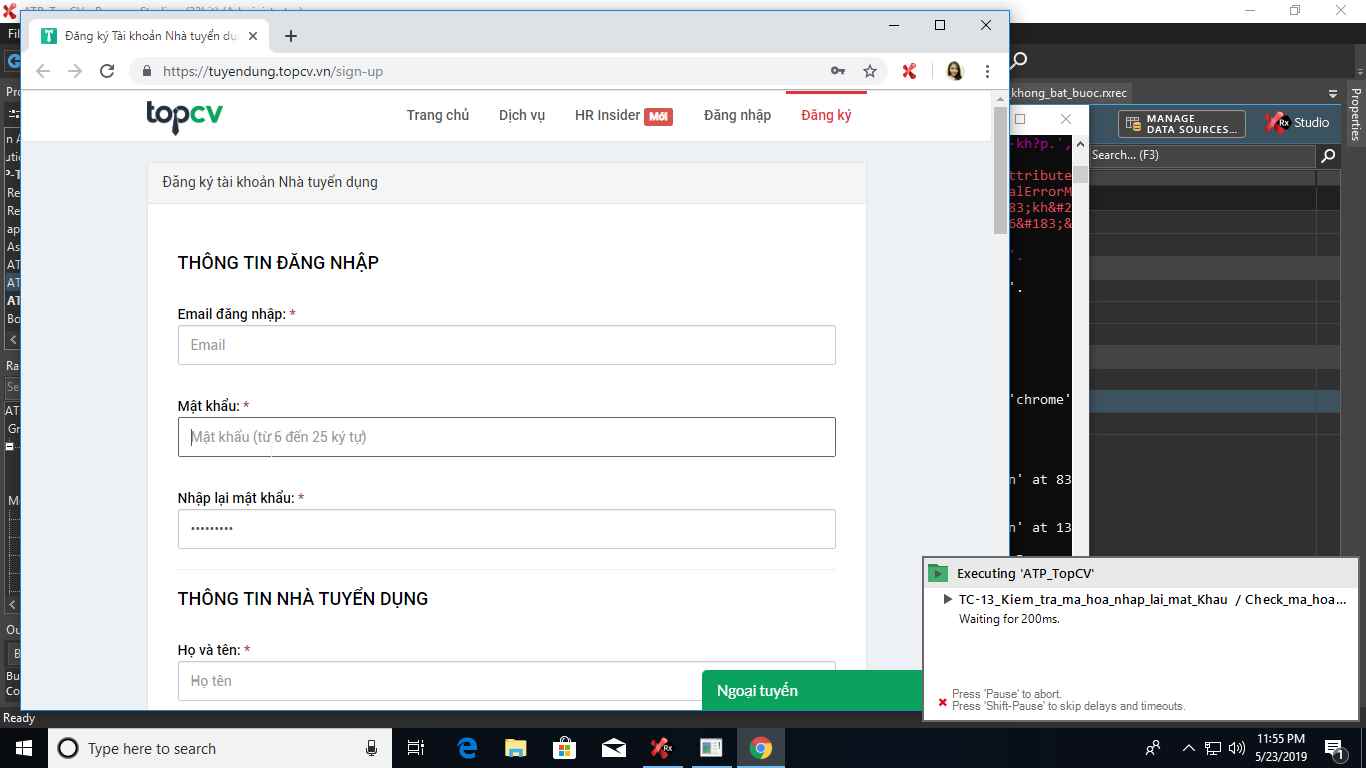 Đăng ký Tài khoản Nhà tuyển dụ
https://tuyendung.topcv.vn/sign-up
topcv
Trang chủ
Dịch vụ
HR Insider Mới
Đăng nhập
Đăng ký
Đăng ký tài khoản Nhà tuyển dụng
THÔNG TIN ĐĂNG NHẬP
Email đăng nhập: *
Email
Mật khẩu: *
Mật khẩu (từ 6 đến 25 ký tự)
Nhập lại mật khẩu: *
•••••••••
THÔNG TIN NHÀ TUYỂN DỤNG
Họ và tên: *
Họ tên
Ngoại tuyến
khong_bat_buoc.rxrec
MANAGE
DATA SOURCES...
Rx Studio
Search... (F3)
Properties
kh?p.',
ttribute
alErrorM
83;kh&#2
6&#183;&
'.
'.
'chrome'
n' at 83
n' at 13
Executing 'ATP_TopCV'
TC-13_Kiem_tra_ma_hoa_nhap_lai_mat_Khau / Check_ma_hoa...
Waiting for 200ms.
Press 'Pause' to abort.
Press 'Shift-Pause' to skip delays and timeouts.
Ready
Type here to search
Rx
11:55 PM
5/23/2019
1